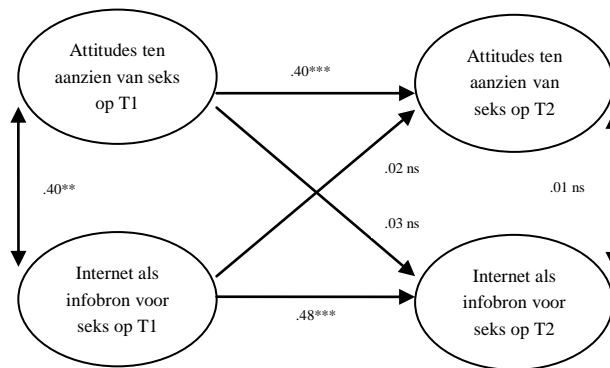 Attitudes ten
aanzien van seks
op T1
.40***
Attitudes ten
aanzien van
seks op T2
.40**
.02 ns
.03 ns
.01 ns
Internet als
infobron voor
seks op T1
.48***
Internet als
infobron voor
seks op T2